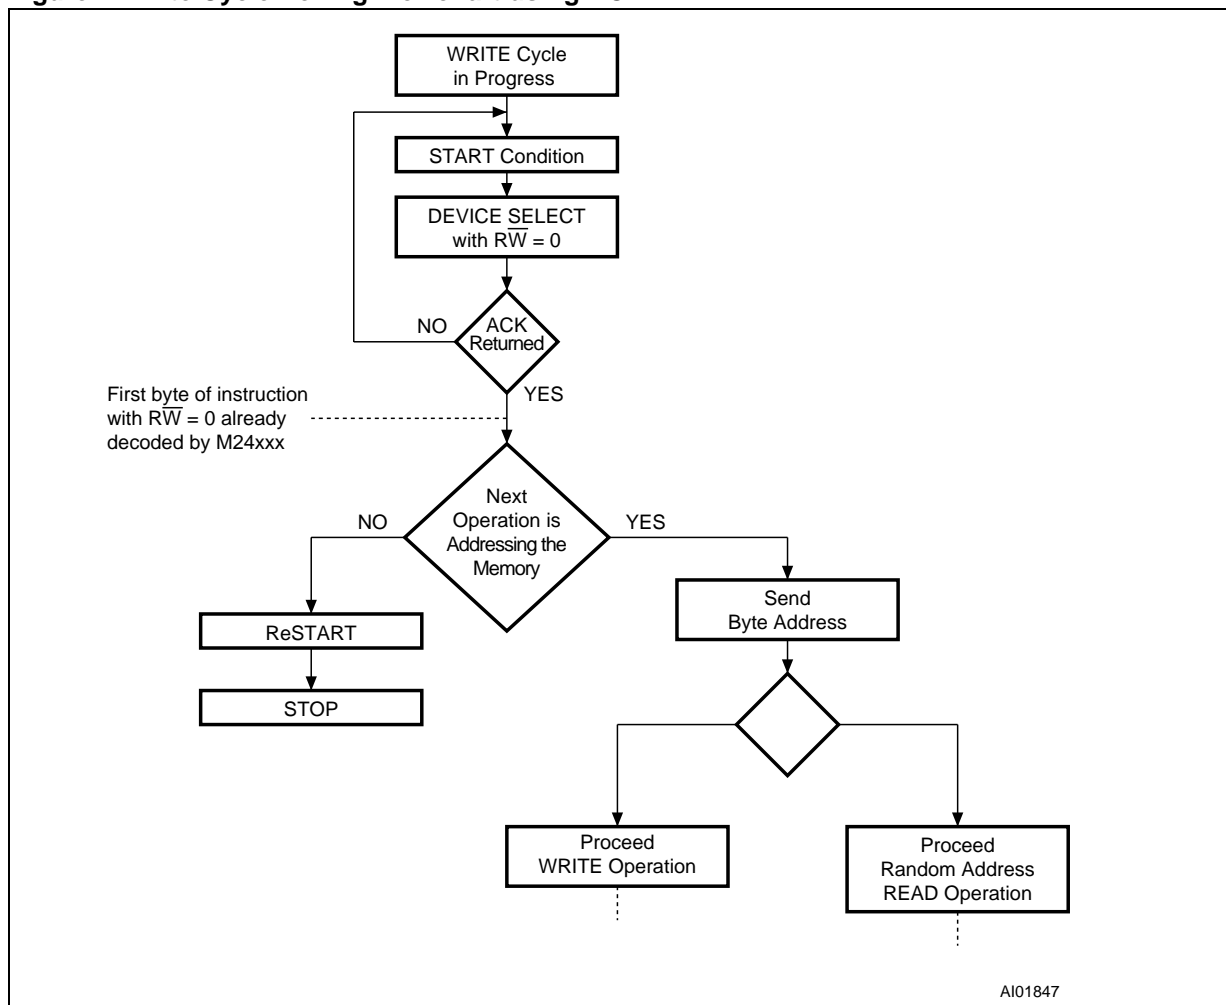 WRITE Cycle
in Progress
START Condition
DEVICE SELECT
with RW̅ = 0
NO
ACK
Returned
YES
First byte of instruction
with RW̅ = 0 already
decoded by M24xxx
Next
Operation is
Addressing the
Memory
NO
YES
Send
Byte Address
ReSTART
STOP
Proceed
WRITE Operation
Proceed
Random Address
READ Operation
AI01847